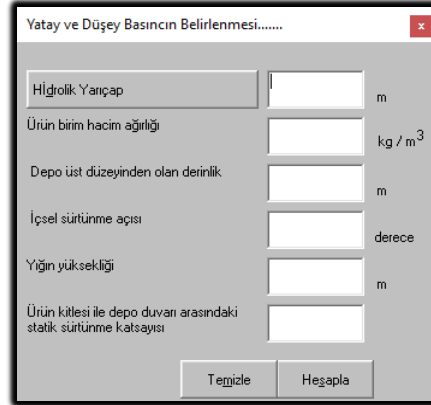 Yatay ve Düşey Basıncın Belirlenmesi.......
x
Hİdrolik Yarıçap
m
Ürün birim hacim ağırlığı
kg / m3
Depo üst düzeyinden olan derinlik
m
İçsel sürtünme açısı
derece
Yığın yüksekliği
m
Ürün kitlesi ile depo duvarı arasındaki
statik sürtünme katsayısı
Temizle
Hesapla